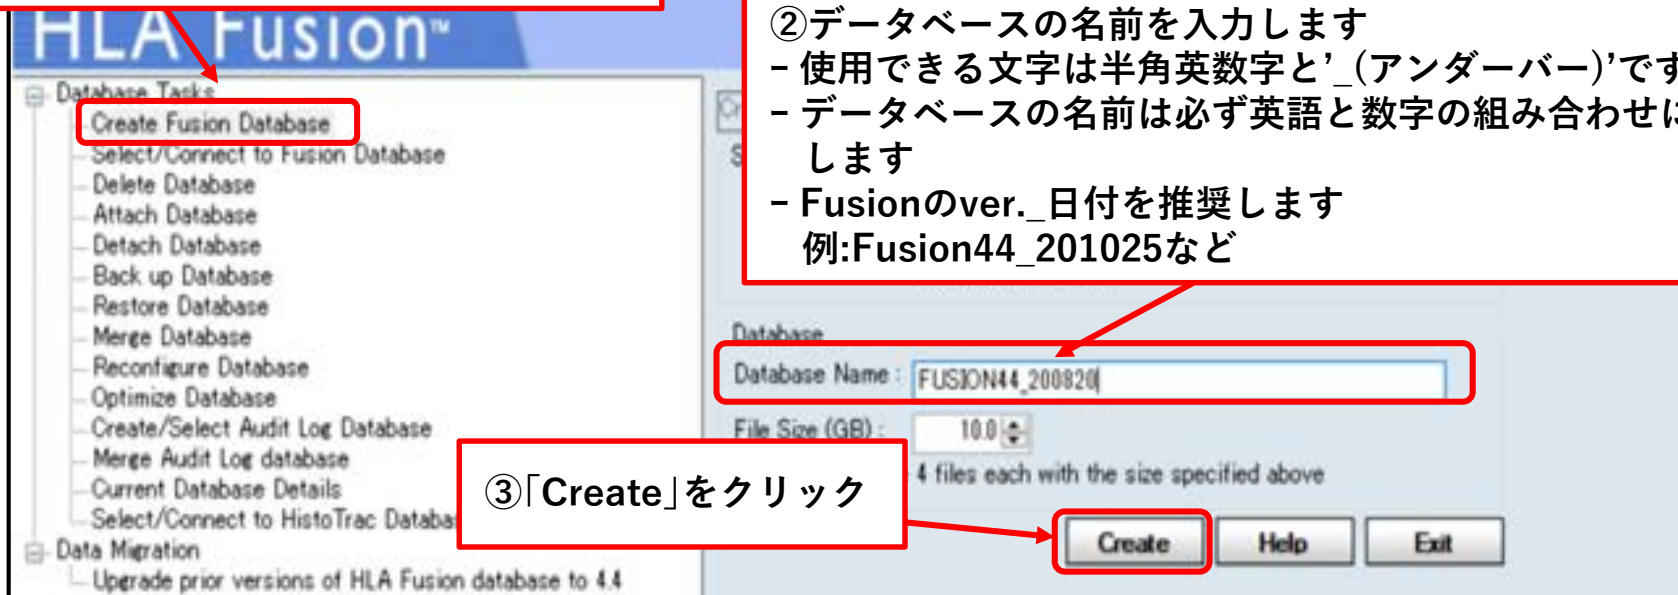 HLA Fusion™
②データベースの名前を入力します
- 使用できる文字は半角英数字と’_(アンダーバー)’です
- データベースの名前は必ず英語と数字の組み合わせに
します
- Fusionのver._日付を推奨します
例:Fusion44_201025など
Database Tasks
Create Fusion Database
Select/Connect to Fusion Database
Delete Database
Attach Database
Detach Database
Back up Database
Restore Database
Merge Database
Reconfigure Database
Optimize Database
Create/Select Audit Log Database
Merge Audit Log database
Current Database Details
Select/Connect to HistoTrac Databa
Data Migration
Upgrade prior versions of HLA Fusion database to 4.4
Database
Database Name : FUSION44_200820
File Size (GB) : 10.0
4 files each with the size specified above
③「Create」をクリック
Create Help Exit